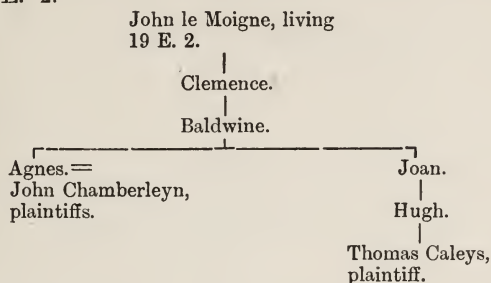 E. 2.
John le Moigne, living
19 E. 2.
Clemence.
Baldwine.
Agnes.=
John Chamberleyn,
plaintiffs.
Joan.
Hugh.
Thomas Caleys,
plaintiff.